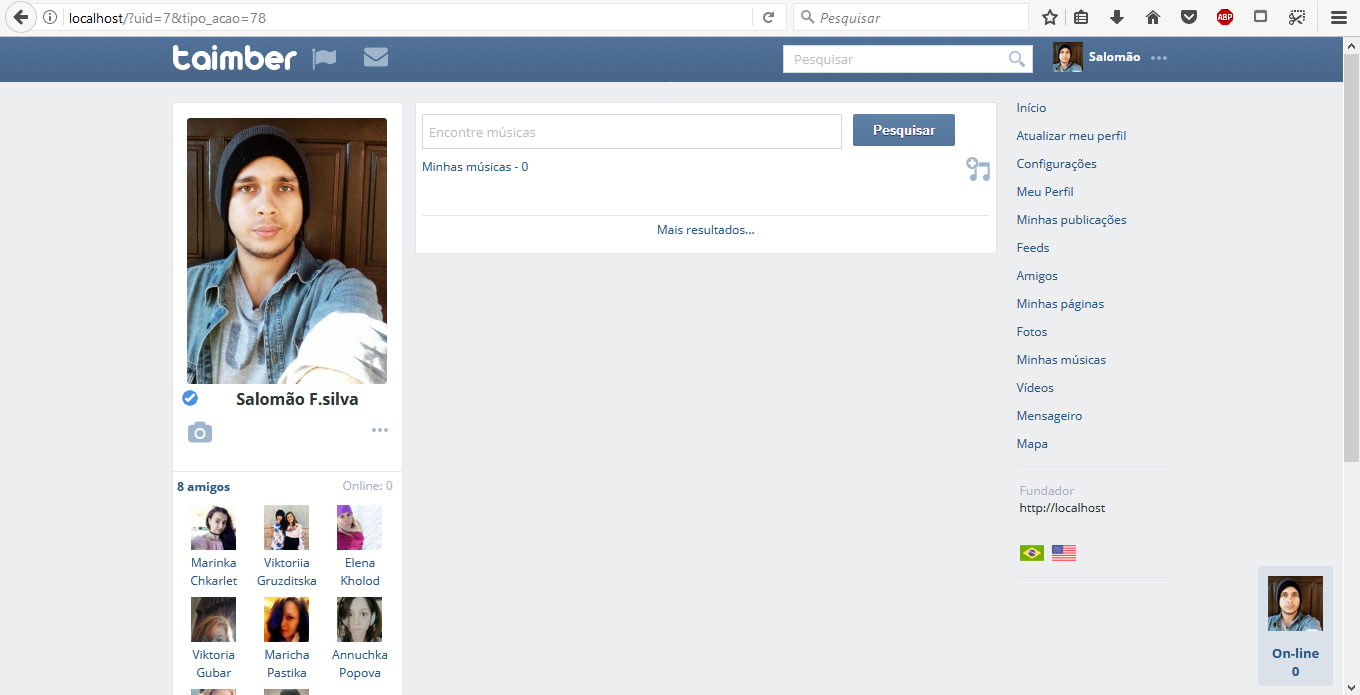 localhost/?uid=7&tipo_acao=78
Pesquisar
ABP
taimber
Pesquisar
Salomão
Salomão F.silva
8 amigos
Online: 0
Marinka Chkarlet
Viktoriia Gruzditska
Elena Kholod
Viktoria Gubar
Maricha Pastika
Annuchka Popova
Encontre músicas
Pesquisar
Minhas músicas - 0
Mais resultados...
Início
Atualizar meu perfil
Configurações
Meu Perfil
Minhas publicações
Feeds
Amigos
Minhas páginas
Fotos
Minhas músicas
Vídeos
Mensageiro
Mapa
Fundador
http://localhost
On-line
0